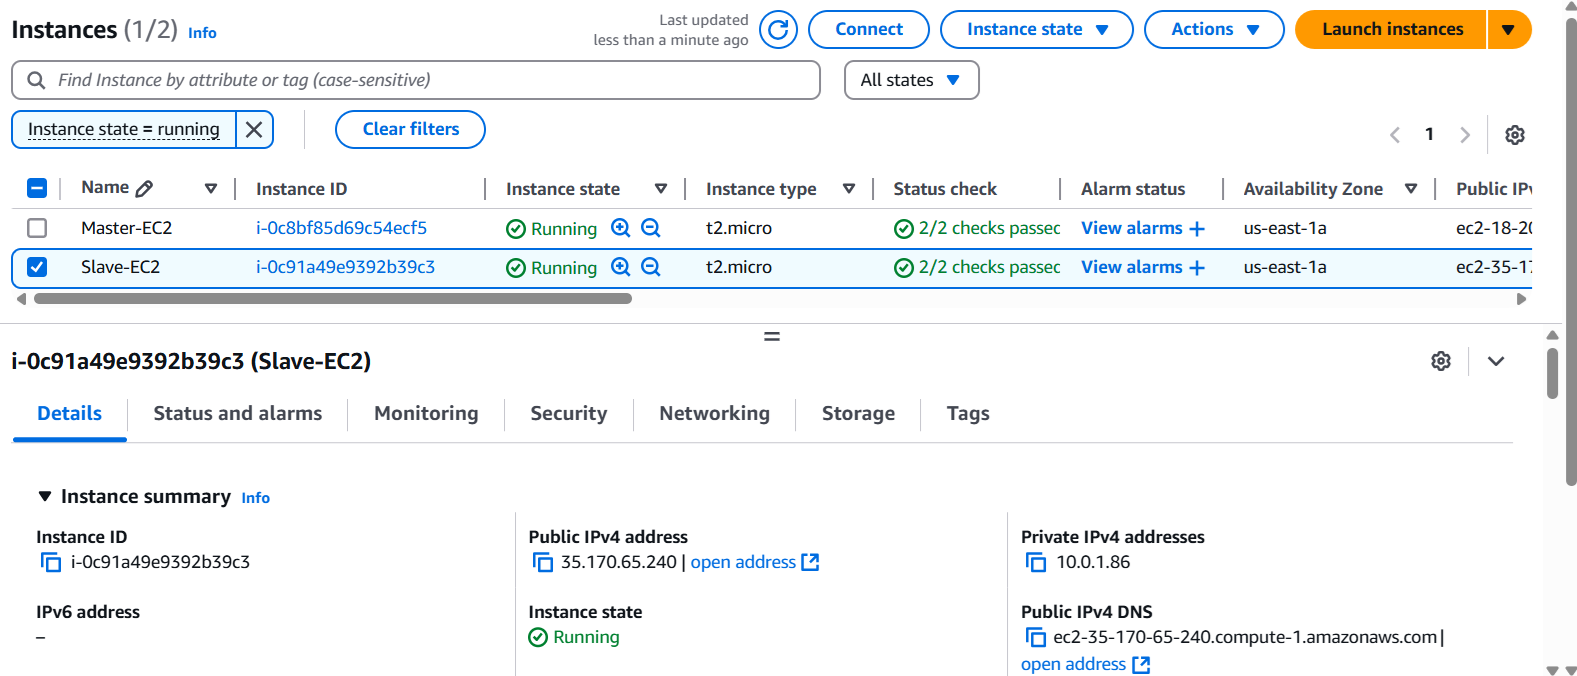 Instances (1/2) Info
Last updated
less than a minute ago
Connect
Instance state
Actions
Launch instances
Find Instance by attribute or tag (case-sensitive)
All states
Instance state = running
Clear filters
1
Name Instance ID Instance state Instance type Status check Alarm status Availability Zone Public IPv
Master-EC2 i-0c8bf85d69c54ecf5 Running t2.micro 2/2 checks passec View alarms + us-east-1a ec2-18-20
Slave-EC2 i-0c91a49e9392b39c3 Running t2.micro 2/2 checks passec View alarms + us-east-1a ec2-35-17
i-0c91a49e9392b39c3 (Slave-EC2)
Details Status and alarms Monitoring Security Networking Storage Tags
Instance summary Info
Instance ID
i-0c91a49e9392b39c3
Public IPv4 address
35.170.65.240 | open address
Private IPv4 addresses
10.0.1.86
IPv6 address
–
Instance state
Running
Public IPv4 DNS
ec2-35-170-65-240.compute-1.amazonaws.com |
open address